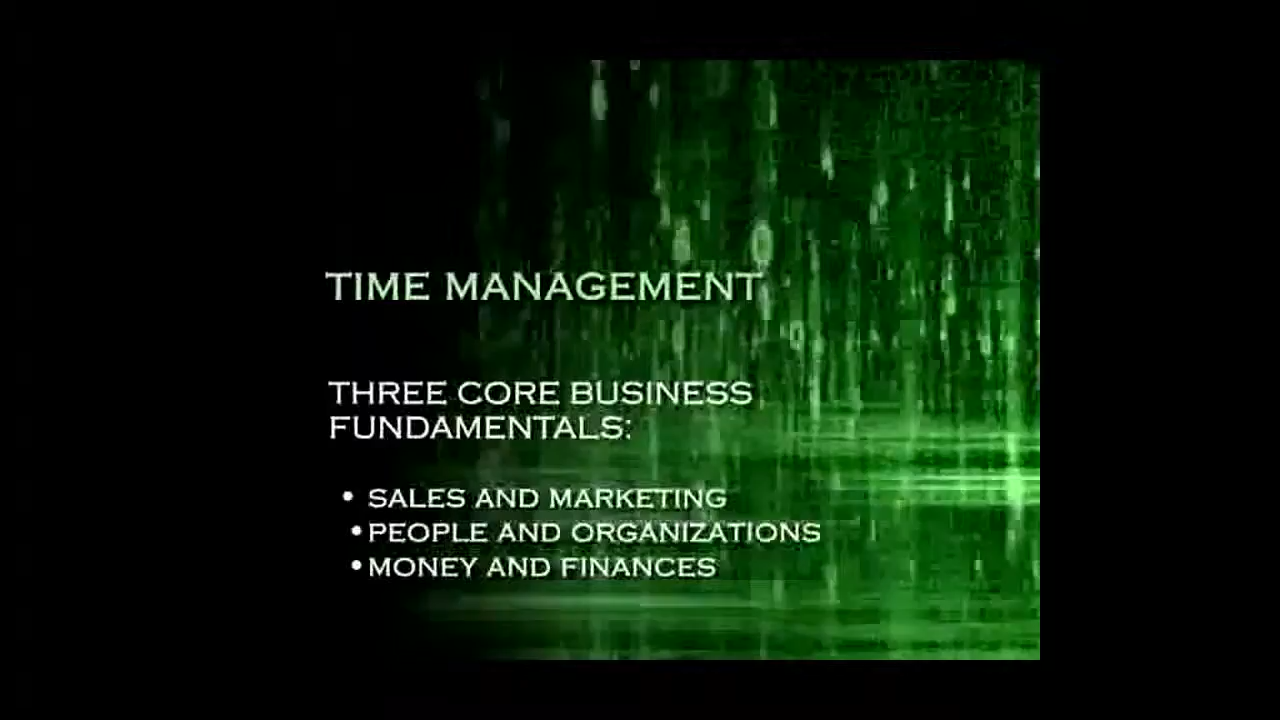 TIME MANAGEMENT
THREE CORE BUSINESS
FUNDAMENTALS:
• SALES AND MARKETING
• PEOPLE AND ORGANIZATIONS
• MONEY AND FINANCES